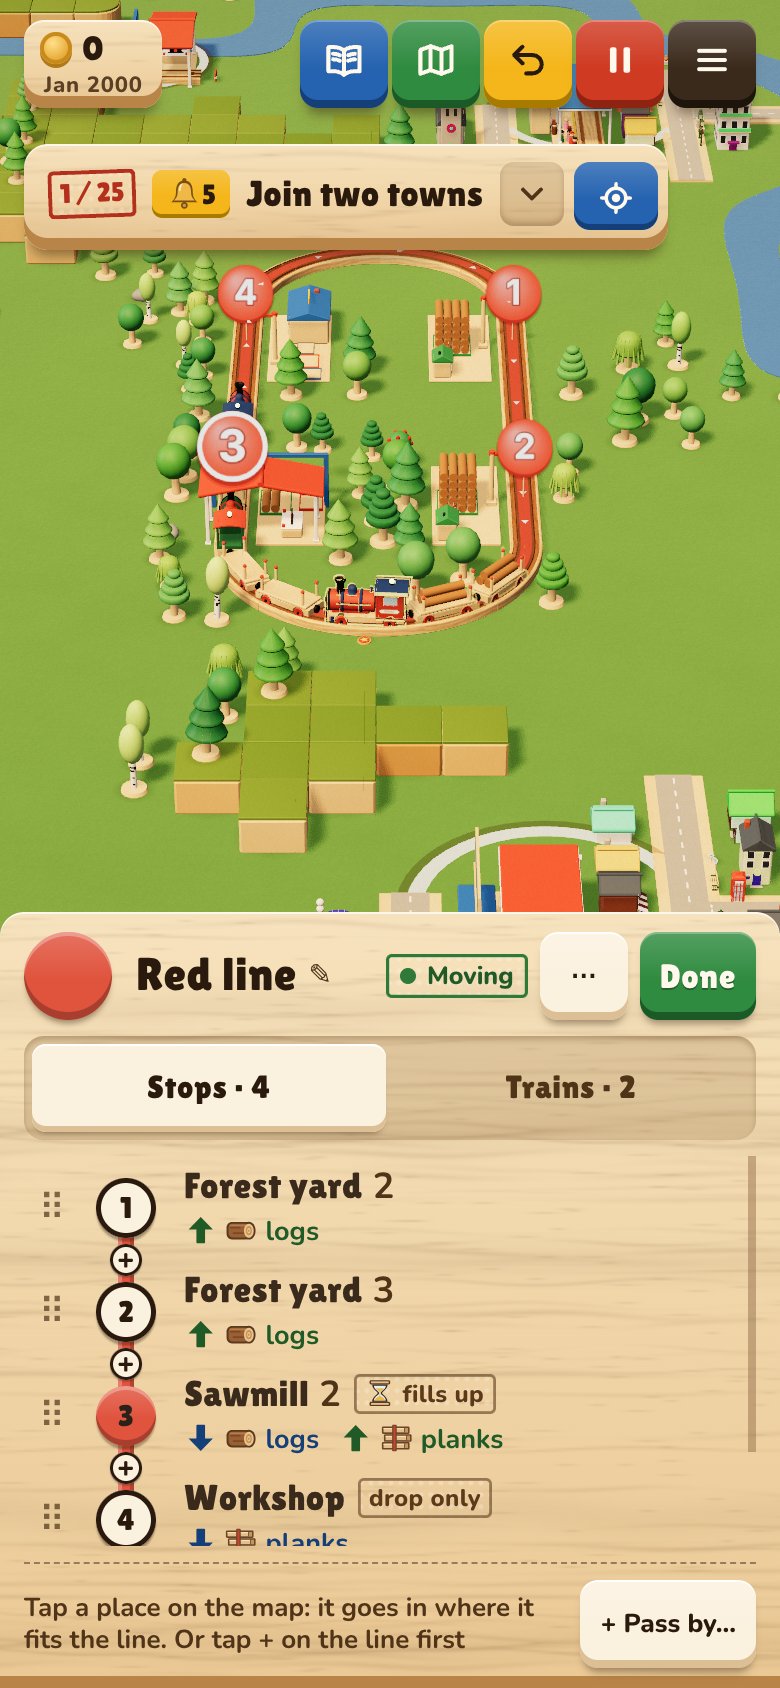 0
Jan 2000
1/25
5
Join two towns
4
1
3
2
Red line
Moving
...
Done
Stops · 4
Trains · 2
1
Forest yard 2
logs
2
Forest yard 3
logs
3
Sawmill 2
fills up
logs
planks
4
Workshop
drop only
planks
Tap a place on the map: it goes in where it
fits the line. Or tap + on the line first
+ Pass by...